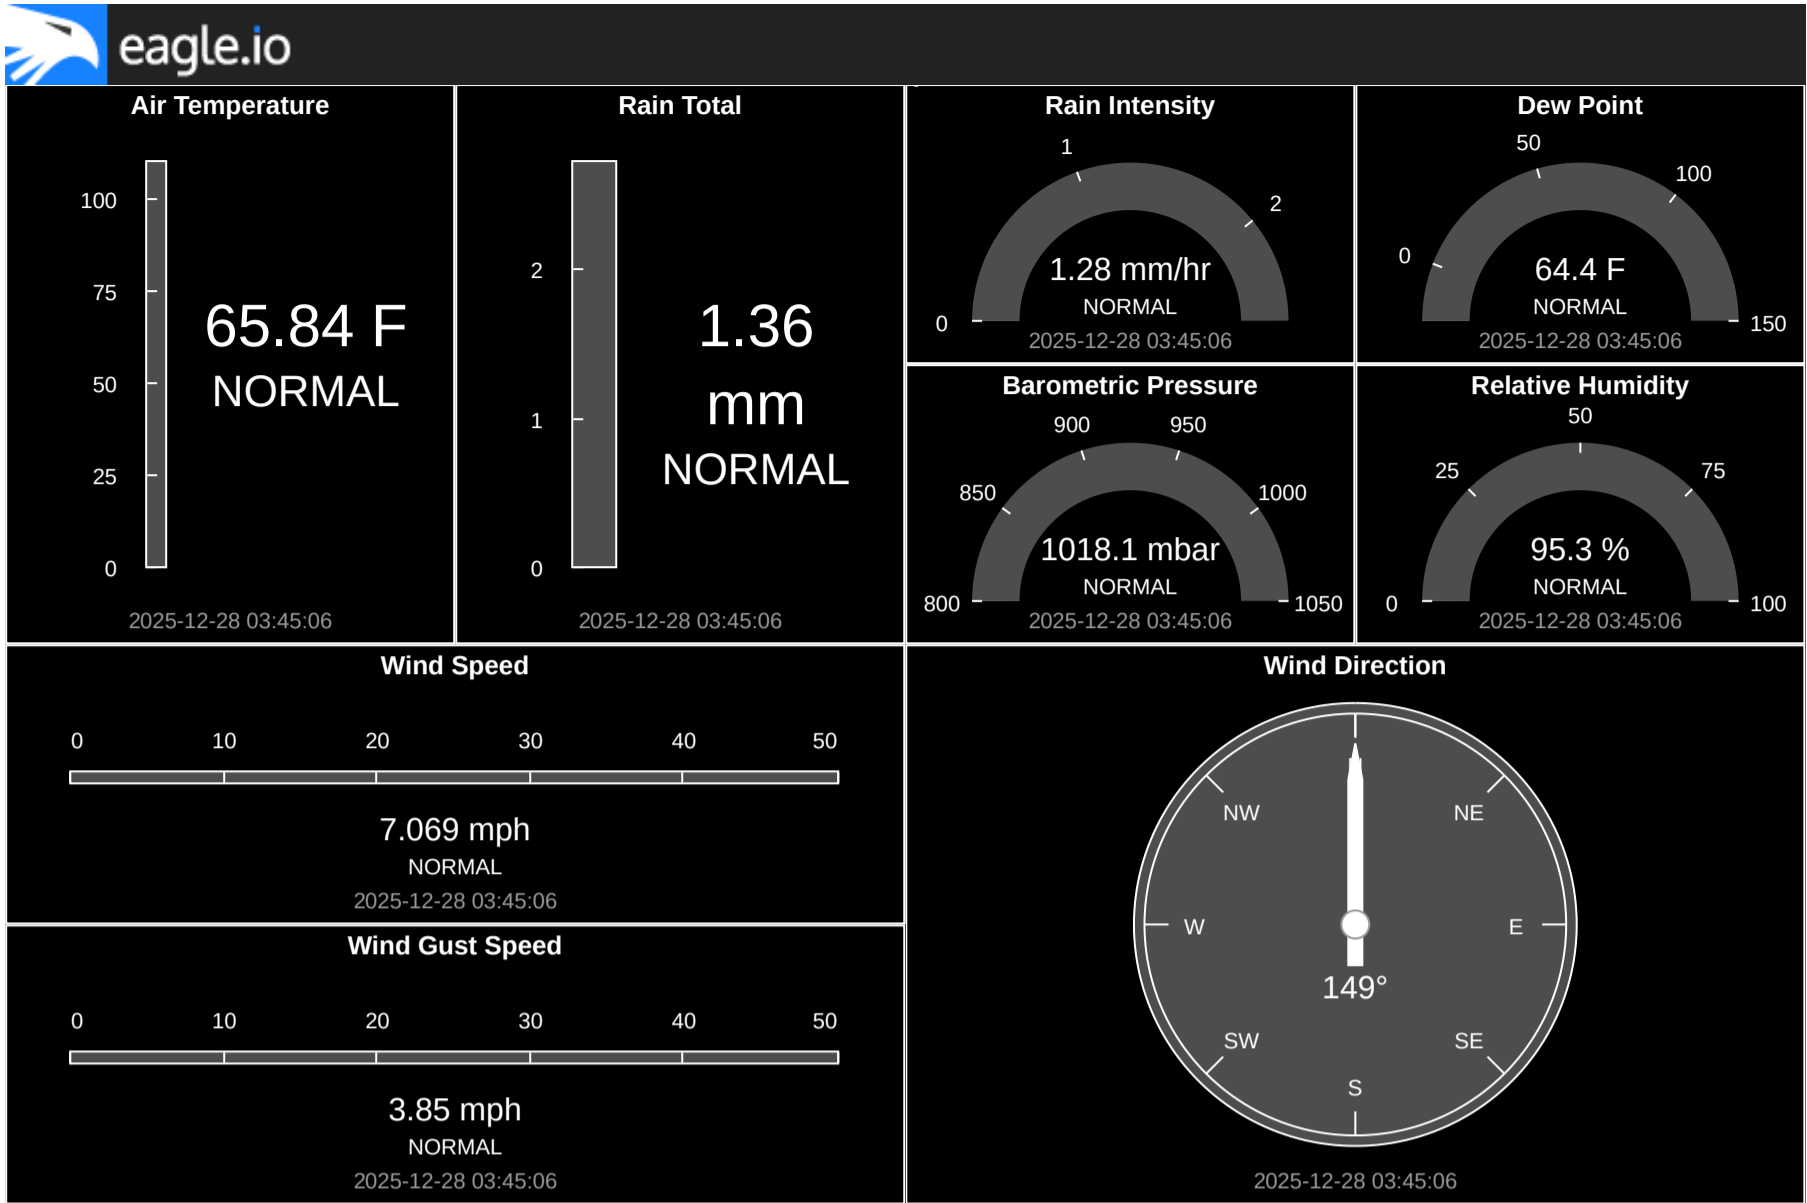 eagle.io
Air Temperature
100
75
50
25
0
65.84 F
NORMAL
2025-12-28 03:45:06
Rain Total
2
1
0
1.36
mm
NORMAL
2025-12-28 03:45:06
Rain Intensity
0
1
2
1.28 mm/hr
NORMAL
2025-12-28 03:45:06
Dew Point
0
50
100
150
64.4 F
NORMAL
2025-12-28 03:45:06
Barometric Pressure
800
850
900
950
1000
1050
1018.1 mbar
NORMAL
2025-12-28 03:45:06
Relative Humidity
0
25
50
75
100
95.3 %
NORMAL
2025-12-28 03:45:06
Wind Speed
0 10 20 30 40 50
7.069 mph
NORMAL
2025-12-28 03:45:06
Wind Gust Speed
0 10 20 30 40 50
3.85 mph
NORMAL
2025-12-28 03:45:06
Wind Direction
NW NE
W E
149°
SW SE
S
2025-12-28 03:45:06